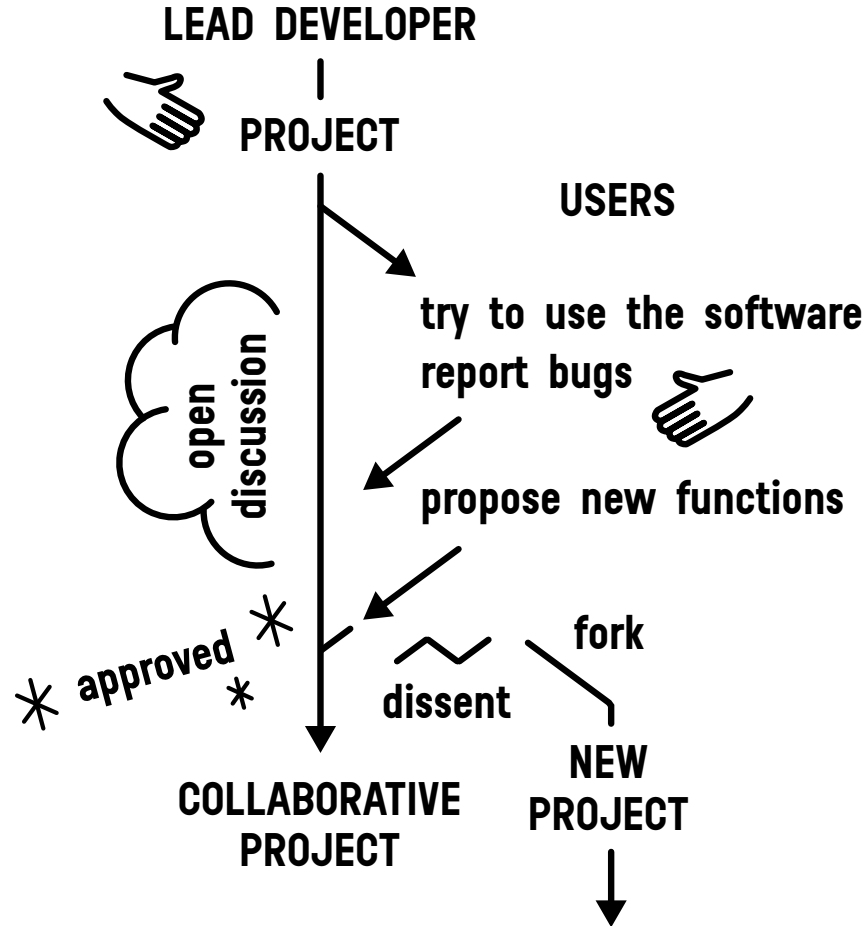 LEAD DEVELOPER
PROJECT
USERS
try to use the software
report bugs
open
discussion
propose new functions
approved
fork
dissent
NEW
PROJECT
COLLABORATIVE
PROJECT